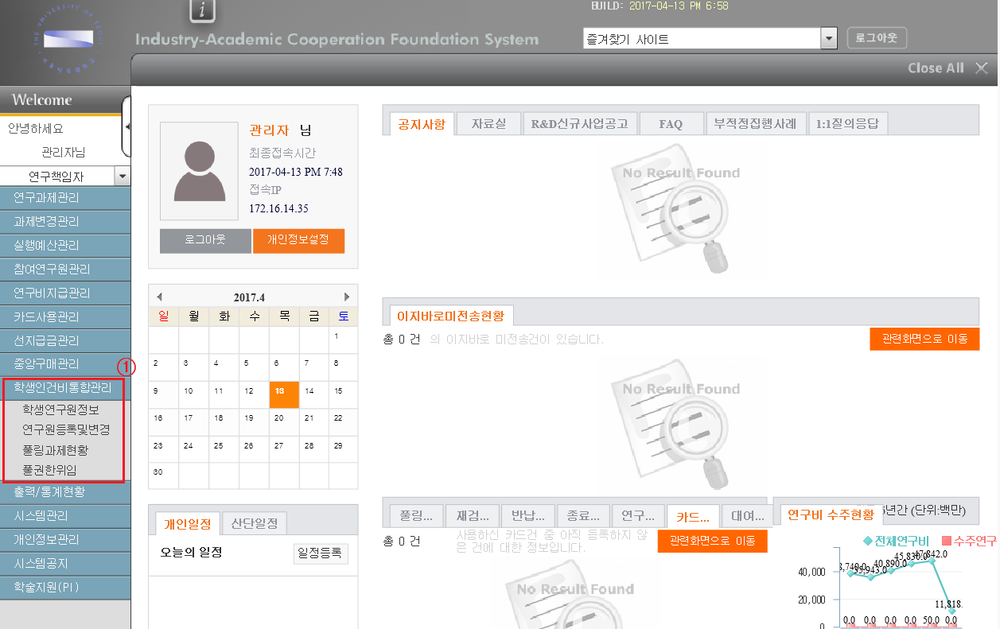 BUILD: 2017-04-13 PM 6:58
Industry-Academic Cooperation Foundation System
즐겨찾기 사이트
로그아웃
Close All
Welcome
안녕하세요
관리자님
연구책임자
연구과제관리
과제변경관리
실행예산관리
참여연구원관리
연구비지급관리
카드사용관리
선지급금관리
중앙구매관리
①
학생인건비통합관리
학생연구원정보
연구원등록및변경
풀링과제현황
풀권한위임
출력/통계현황
시스템관리
개인정보관리
시스템공지
학술지원(PI)
관리자 님
최종접속시간
2017-04-13 PM 7:48
접속IP
172.16.14.35
로그아웃 개인정보설정
2017.4
일 월 화 수 목 금 토
1
2 3 4 5 6 7 8
9 10 11 12 13 14 15
16 17 18 19 20 21 22
23 24 25 26 27 28 29
30
개인일정 산단일정
오늘의 일정 일정등록
공지사항 자료실 R&D신규사업공고 FAQ 부적정집행사례 1:1질의응답
No Result Found
이지바로미전송현황
총 0 건 의 이지바로 미전송건이 있습니다.
관련화면으로 이동
No Result Found
풀링... 재검... 반납... 종료... 연구... 카드... 대여...
총 0 건
사용하신 카드건 중 아직 등록하지 않
은 건에 대한 정보입니다.
관련화면으로 이동
No Result Found
연구비 수주현황 5년간 (단위:백만)
전체연구비 수주연구
45,830.0 47,842.0
40,890.0
40,000
20,000
11,818.
0.0 0.0 0.0 0.0 50.0 0.0
0